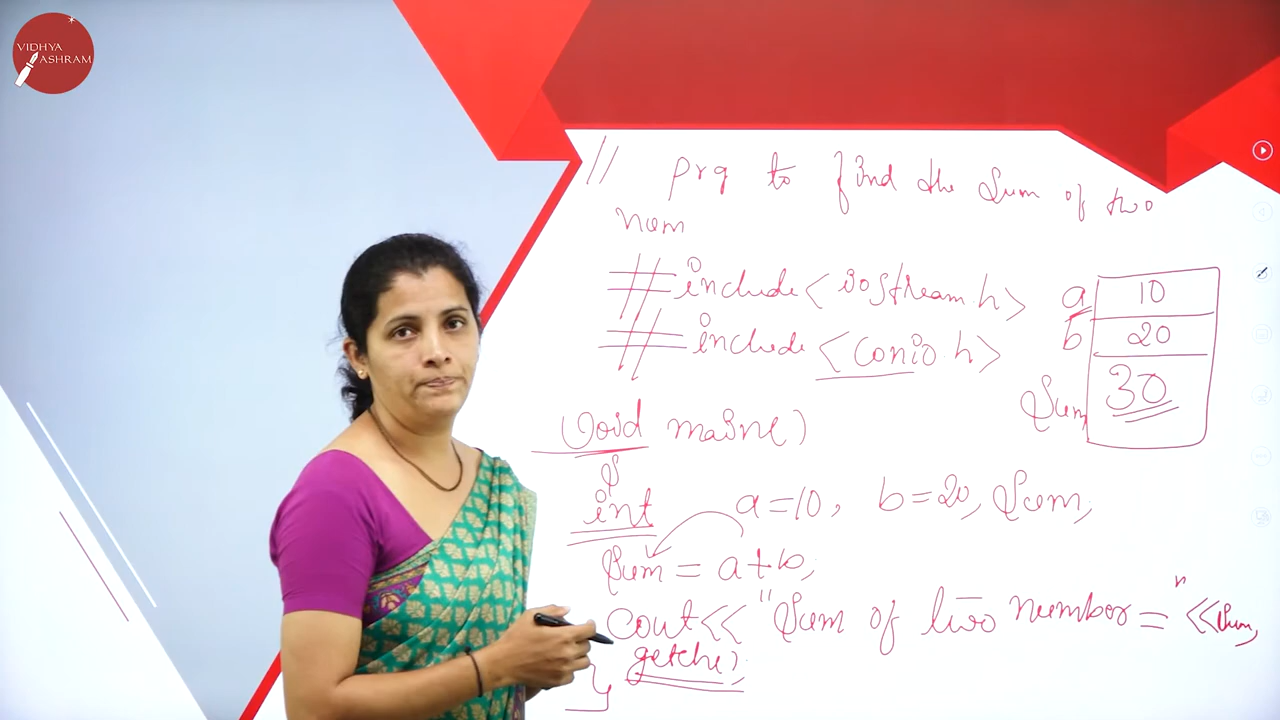 VIDHYA
ASHRAM
// prg to find the Sum of two
num
#include <iostream.h>
#include <conio.h>
a 10
b 20
Sum 30
Void main()
{
int a=10, b=20, Sum;
Sum = a+b;
cout<< "Sum of two number = " <<Sum;
getch()
}